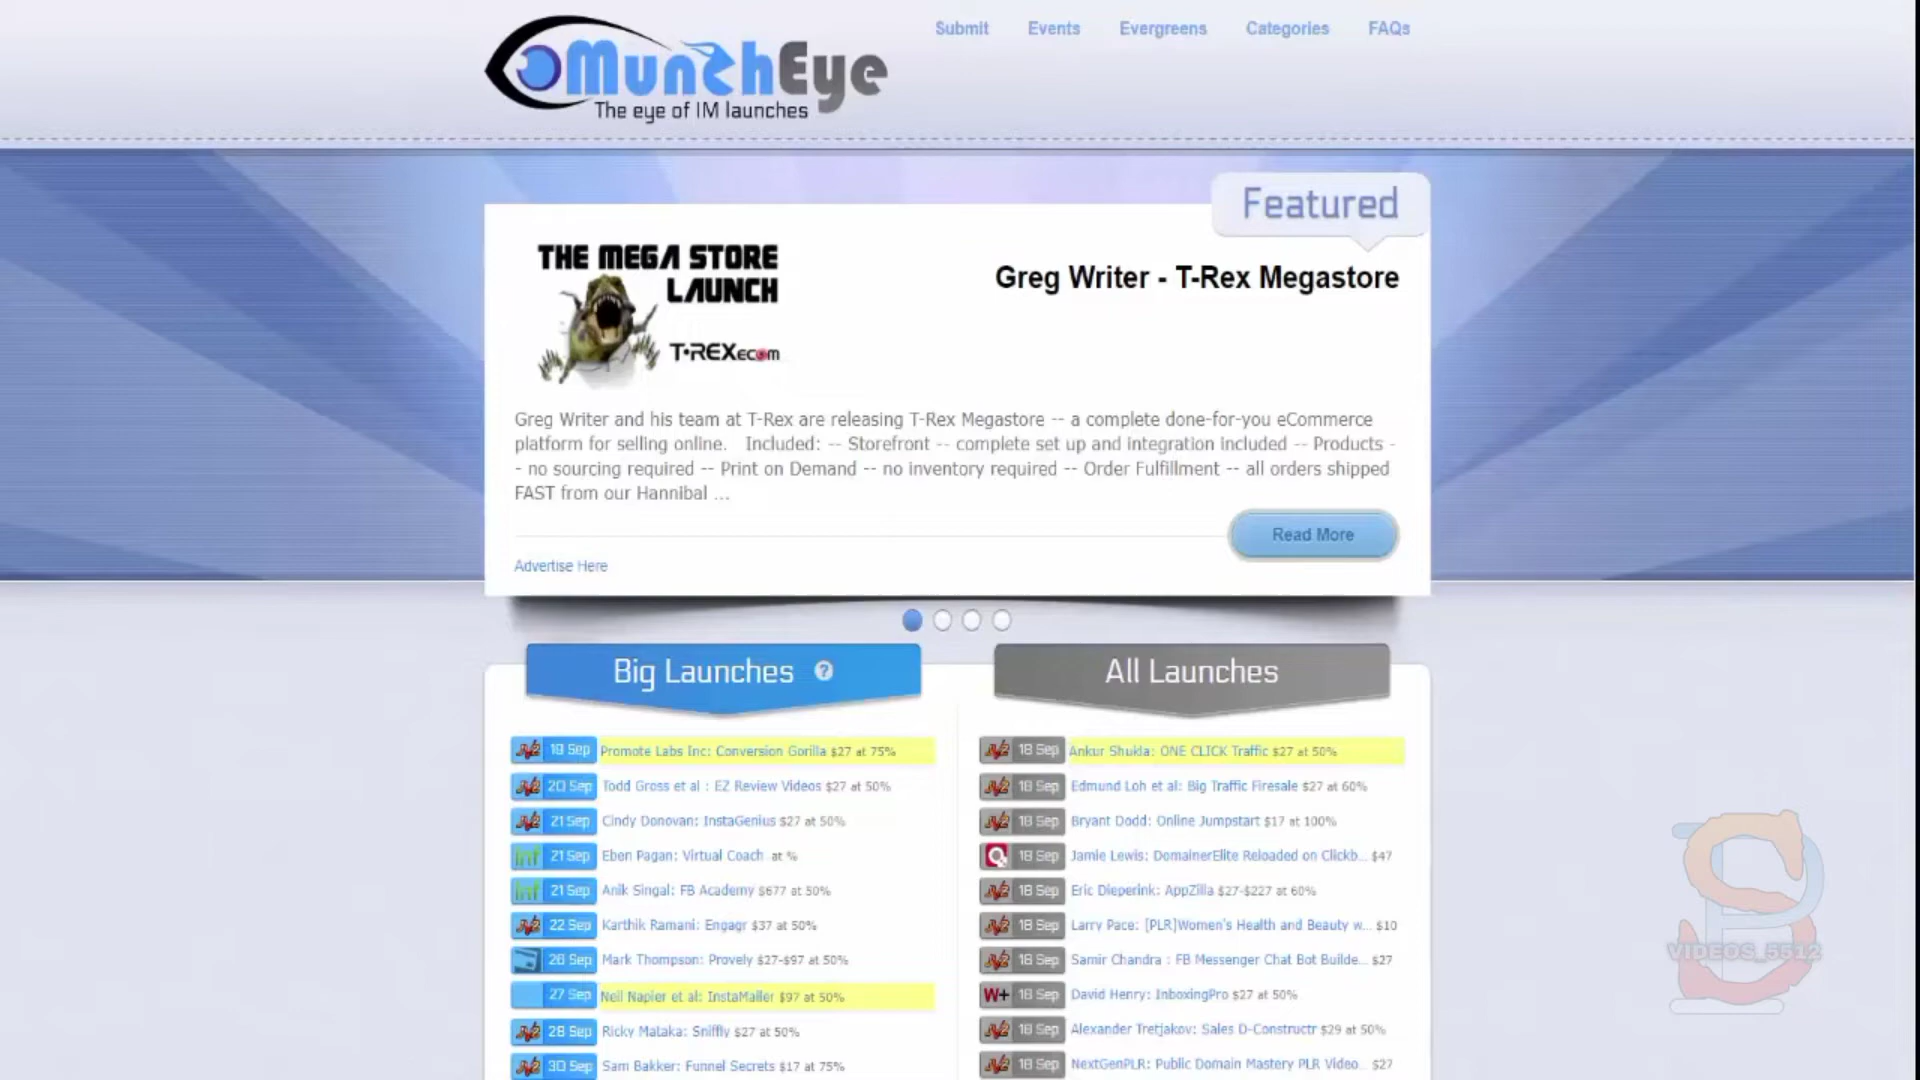 MunchEye
The eye of IM launches
Submit Events Evergreens Categories FAQs
Featured
THE MEGA STORE
LAUNCH
T-REXecom
Greg Writer - T-Rex Megastore
Greg Writer and his team at T-Rex are releasing T-Rex Megastore -- a complete done-for-you eCommerce
platform for selling online. Included: -- Storefront -- complete set up and integration included -- Products -
- no sourcing required -- Print on Demand -- no inventory required -- Order Fulfillment -- all orders shipped
FAST from our Hannibal ...
Read More
Advertise Here
Big Launches ?
19 Sep Promote Labs Inc: Conversion Gorilla $27 at 75%
20 Sep Todd Gross et al : EZ Review Videos $27 at 50%
21 Sep Cindy Donovan: InstaGenius $27 at 50%
inf 21 Sep Eben Pagan: Virtual Coach at %
inf 21 Sep Anik Singal: FB Academy $677 at 50%
22 Sep Karthik Ramani: Engagr $37 at 50%
26 Sep Mark Thompson: Provely $27-$97 at 50%
27 Sep Neil Napier et al: InstaMailer $97 at 50%
28 Sep Ricky Mataka: Sniffly $27 at 50%
30 Sep Sam Bakker: Funnel Secrets $17 at 75%
All Launches
18 Sep Ankur Shukla: ONE CLICK Traffic $27 at 50%
18 Sep Edmund Loh et al: Big Traffic Firesale $27 at 60%
18 Sep Bryant Dodd: Online Jumpstart $17 at 100%
18 Sep Jamie Lewis: DomainerElite Reloaded on Clickb... $47
18 Sep Eric Dieperink: AppZilla $27-$227 at 60%
18 Sep Larry Pace: [PLR]Women's Health and Beauty w... $10
18 Sep Samir Chandra : FB Messenger Chat Bot Builde... $27
W+ 18 Sep David Henry: InboxingPro $27 at 50%
18 Sep Alexander Tretjakov: Sales D-Constructr $29 at 50%
18 Sep NextGenPLR: Public Domain Mastery PLR Video... $27
VIDEOS_5512